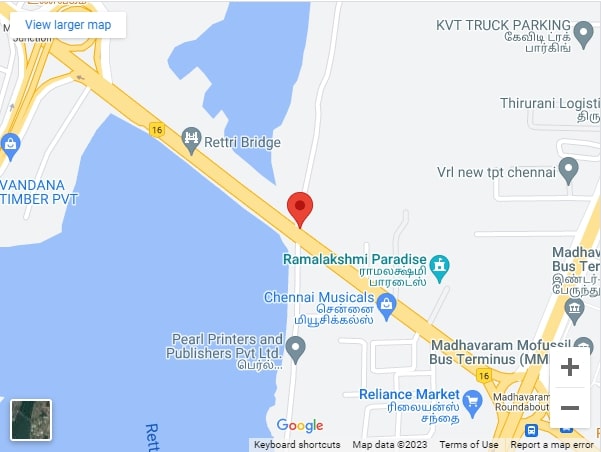 View larger map
Junction
KVT TRUCK PARKING
கேவிடி ட்ரக்
பார்கிங்
Thirurani Logisti
16
Rettri Bridge
Vrl new tpt chennai
VANDANA
TIMBER PVT
Ramalakshmi Paradise
ராமலக்ஷ்மி
பாரடைஸ்
Madhava
Bus Termi
இண்டர்-
பேருந்து
Chennai Musicals
சென்னை
மியூசிக்கல்ஸ்
Pearl Printers and
Publishers Pvt Ltd.
பெர்ல்...
Madhavaram Mofussil
Bus Terminus (MM
16
Reliance Market
ரிலையன்ஸ்
சந்தை
Madhavaram
Roundabout
+
−
Rett
Google
Keyboard shortcuts Map data ©2023 Terms of Use Report a map error